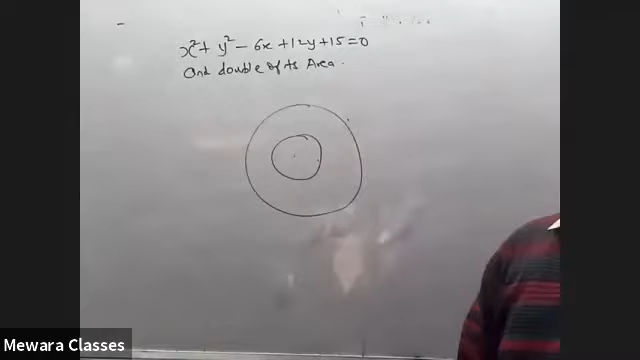 x² + y² - 6x + 12y + 15 = 0
And double of its Area.
Mewara Classes